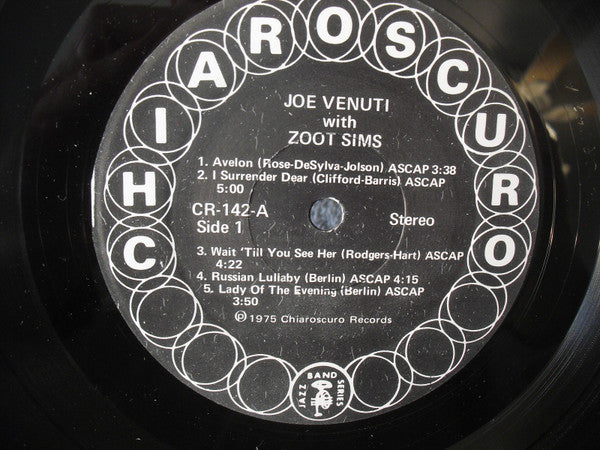 CHIAROSCURO
JOE VENUTI
with
ZOOT SIMS
1. Avelon (Rose-DeSylva-Jolson) ASCAP 3:38
2. I Surrender Dear (Clifford-Barris) ASCAP
5:00
CR-142-A
Side 1
Stereo
3. Wait 'Till You See Her (Rodgers-Hart) ASCAP
4:22
4. Russian Lullaby (Berlin) ASCAP 4:15
5. Lady Of The Evening (Berlin) ASCAP
3:50
℗ 1975 Chiaroscuro Records
JAZZ BAND SERIES